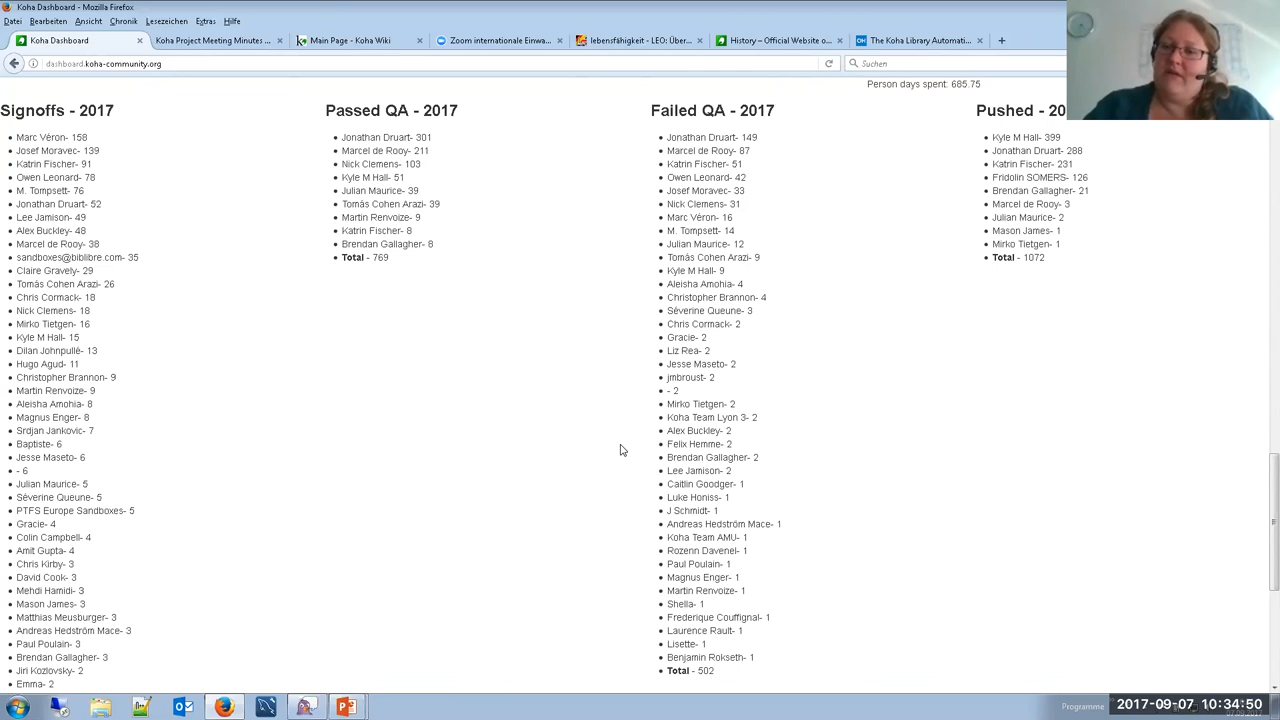 Koha Dashboard - Mozilla Firefox
Datei Bearbeiten Ansicht Chronik Lesezeichen Extras Hilfe
Koha Dashboard
Koha Project Meeting Minutes ...
Main Page - Koha Wiki
Zoom internationale Einwa...
lebensfähigkeit - LEO: Über...
History – Official Website o...
The Koha Library Automati...
dashboard.koha-community.org
Suchen
Person days spent: 685.75
Signoffs - 2017
Marc Véron- 158
Josef Moravec- 139
Katrin Fischer- 91
Owen Leonard- 78
M. Tompsett- 76
Jonathan Druart- 52
Lee Jamison- 49
Alex Buckley- 48
Marcel de Rooy- 38
sandboxes@biblibre.com- 35
Claire Gravely- 29
Tomás Cohen Arazi- 26
Chris Cormack- 18
Nick Clemens- 18
Mirko Tietgen- 16
Kyle M Hall- 15
Dilan Johnpullé- 13
Hugo Agud- 11
Christopher Brannon- 9
Martin Renvoize- 9
Aleisha Amohia- 8
Magnus Enger- 8
Srdjan Jankovic- 7
Baptiste- 6
Jesse Maseto- 6
- 6
Julian Maurice- 5
Séverine Queune- 5
PTFS Europe Sandboxes- 5
Gracie- 4
Colin Campbell- 4
Amit Gupta- 4
Chris Kirby- 3
David Cook- 3
Mehdi Hamidi- 3
Mason James- 3
Matthias Meusburger- 3
Andreas Hedström Mace- 3
Paul Poulain- 3
Brendan Gallagher- 3
Jiri Kozlovsky- 2
Emma- 2
Passed QA - 2017
Jonathan Druart- 301
Marcel de Rooy- 211
Nick Clemens- 103
Kyle M Hall- 51
Julian Maurice- 39
Tomás Cohen Arazi- 39
Martin Renvoize- 9
Katrin Fischer- 8
Brendan Gallagher- 8
Total - 769
Failed QA - 2017
Jonathan Druart- 149
Marcel de Rooy- 87
Katrin Fischer- 51
Owen Leonard- 42
Josef Moravec- 33
Nick Clemens- 31
Marc Véron- 16
M. Tompsett- 14
Julian Maurice- 12
Tomás Cohen Arazi- 9
Kyle M Hall- 9
Aleisha Amohia- 4
Christopher Brannon- 4
Séverine Queune- 3
Chris Cormack- 2
Gracie- 2
Liz Rea- 2
Jesse Maseto- 2
jmbroust- 2
- 2
Mirko Tietgen- 2
Koha Team Lyon 3- 2
Alex Buckley- 2
Felix Hemme- 2
Brendan Gallagher- 2
Lee Jamison- 2
Caitlin Goodger- 1
Luke Honiss- 1
J Schmidt- 1
Andreas Hedström Mace- 1
Koha Team AMU- 1
Rozenn Davenel- 1
Paul Poulain- 1
Magnus Enger- 1
Martin Renvoize- 1
Shella- 1
Frederique Couffignal- 1
Laurence Rault- 1
Lisette- 1
Benjamin Rokseth- 1
Total - 502
Pushed - 20
Kyle M Hall- 399
Jonathan Druart- 288
Katrin Fischer- 231
Fridolin SOMERS- 126
Brendan Gallagher- 21
Marcel de Rooy- 3
Julian Maurice- 2
Mason James- 1
Mirko Tietgen- 1
Total - 1072
Programme
2017-09-07 10:34:50